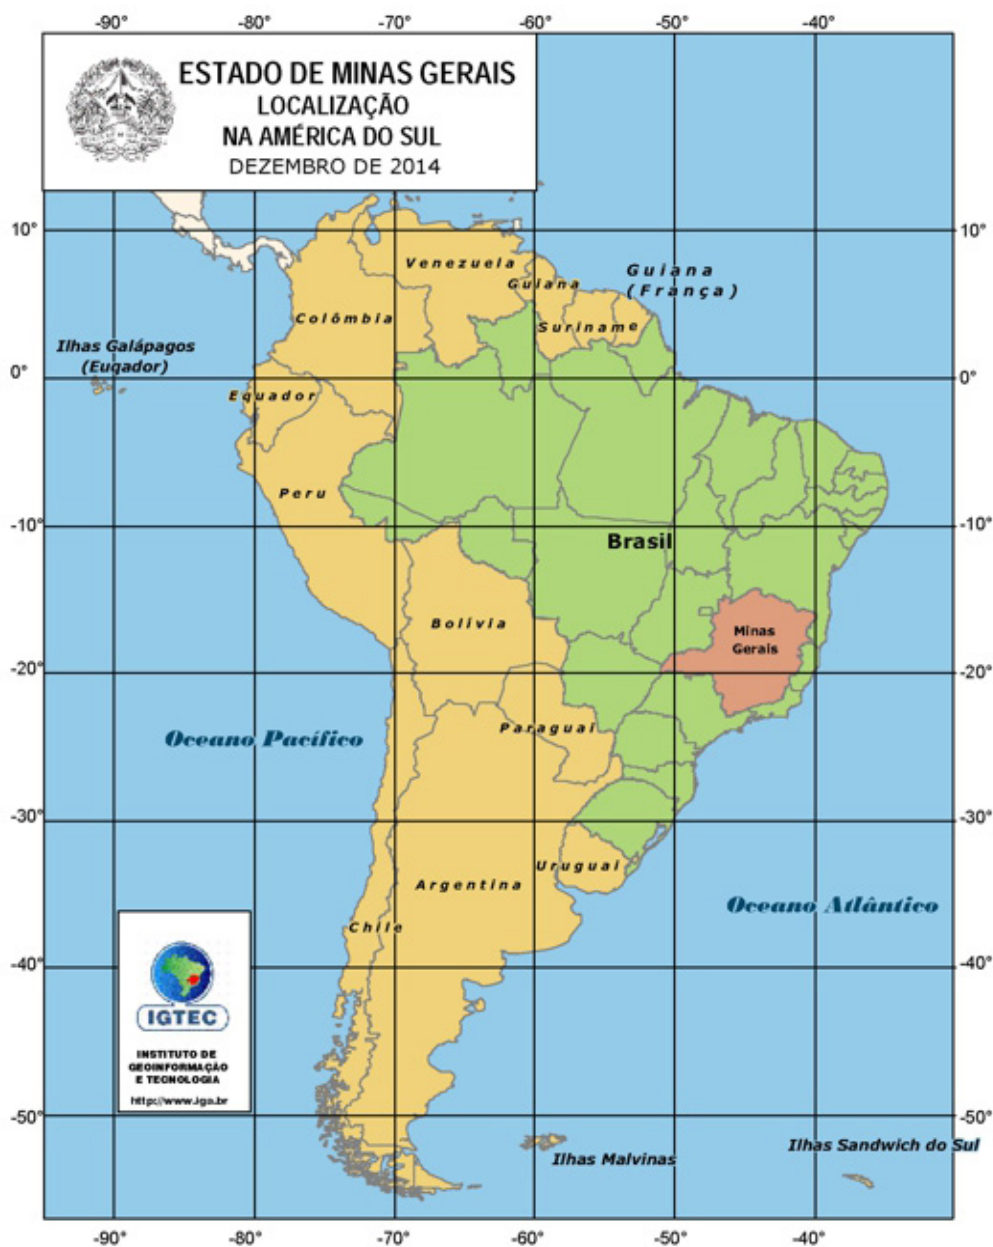 -90°
-80°
-70°
-60°
-50°
-40°
ESTADO DE MINAS GERAIS
LOCALIZAÇÃO
NA AMÉRICA DO SUL
DEZEMBRO DE 2014
10°
10°
Venezuela
Guiana
Guiana
(França)
Colômbia
Suriname
Ilhas Galápagos
(Euqador)
0°
0°
Equador
Peru
-10°
-10°
Brasil
Bolívia
Minas
Gerais
-20°
-20°
Paraguai
Oceano Pacífico
-30°
-30°
Uruguai
Argentina
Oceano Atlântico
Chile
-40°
-40°
IGTEC
INSTITUTO DE
GEOINFORMAÇÃO
E TECNOLOGIA
http://www.iga.br
-50°
-50°
Ilhas Malvinas
Ilhas Sandwich do Sul
-90°
-80°
-70°
-60°
-50°
-40°